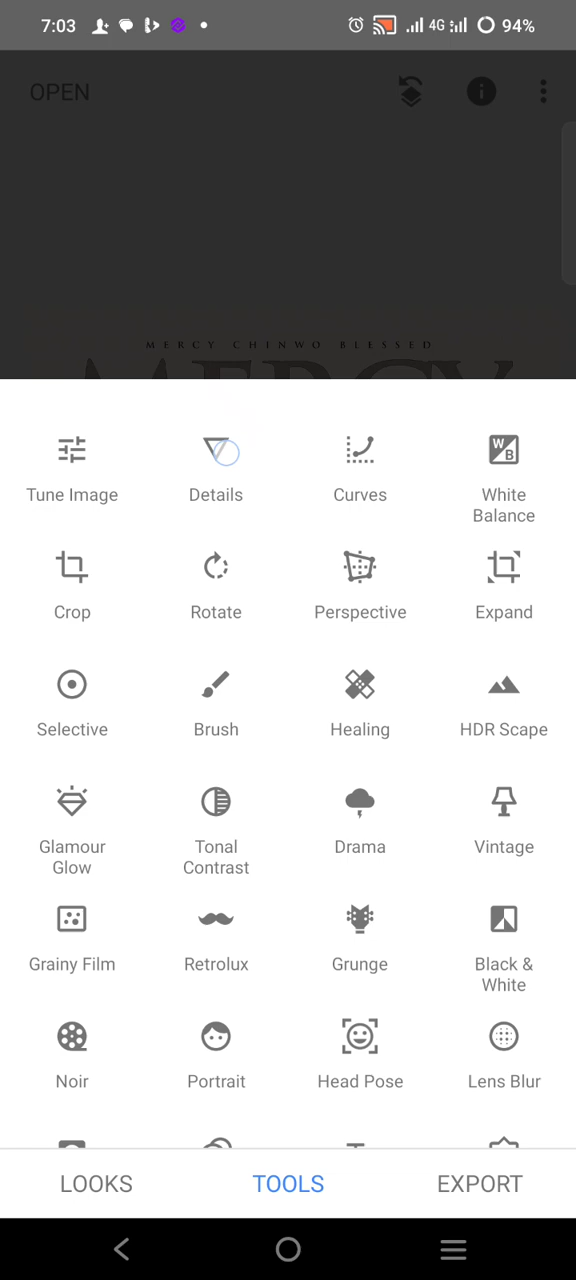 7:03 4G 94%
OPEN
MERCY CHINWO BLESSED
MERCY
Tune Image Details Curves White Balance
Crop Rotate Perspective Expand
Selective Brush Healing HDR Scape
Glamour Glow Tonal Contrast Drama Vintage
Grainy Film Retrolux Grunge Black & White
Noir Portrait Head Pose Lens Blur
LOOKS TOOLS EXPORT